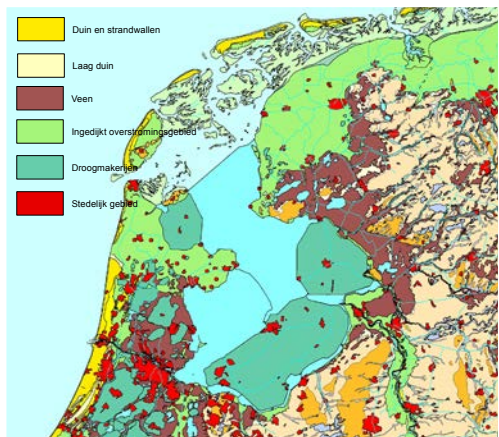 Duin en strandwallen
Laag duin
Veen
Ingedijkt overstromingsgebied
Droogmakerijen
Stedelijk gebied